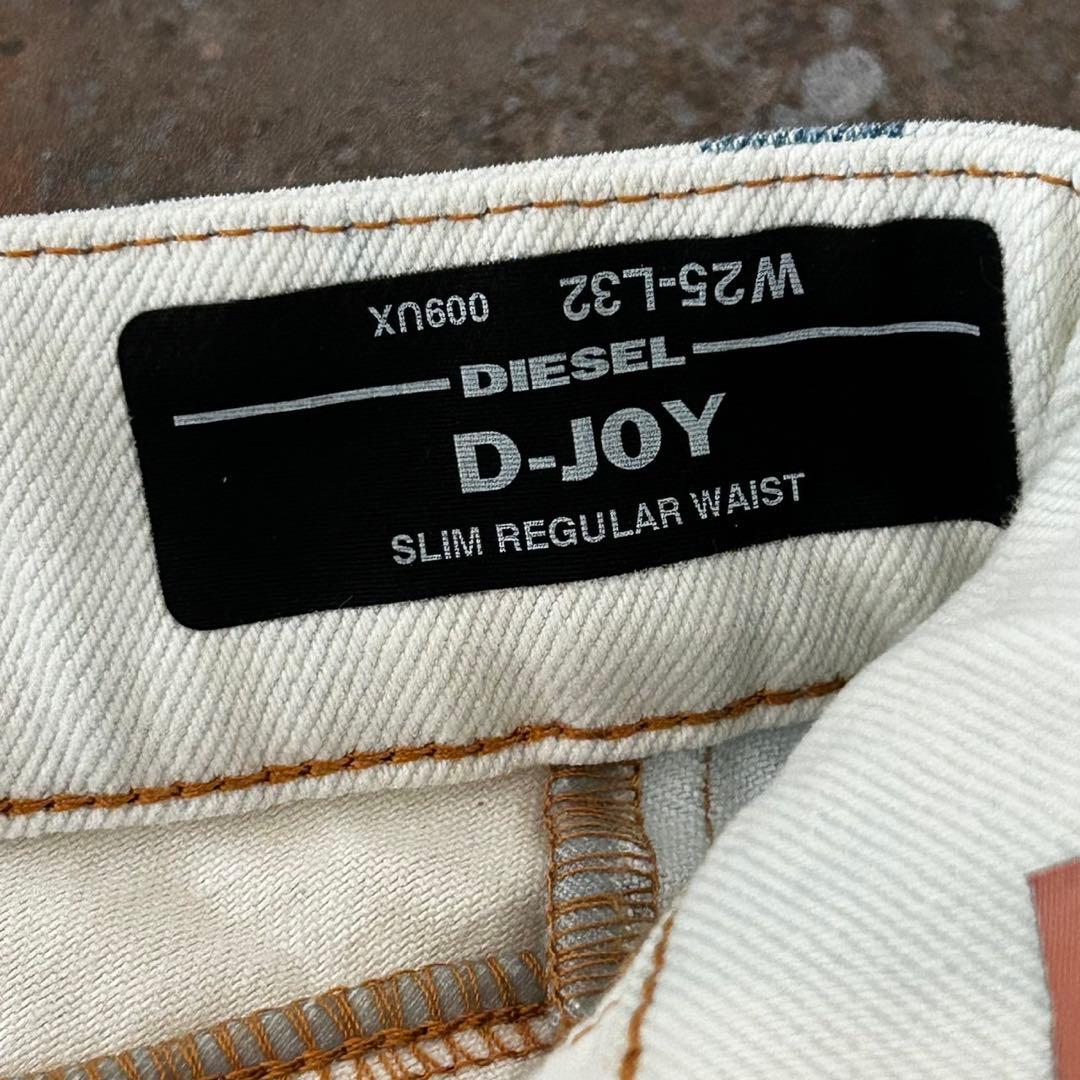 W25-L32 009UX
DIESEL
D-JOY
SLIM REGULAR WAIST